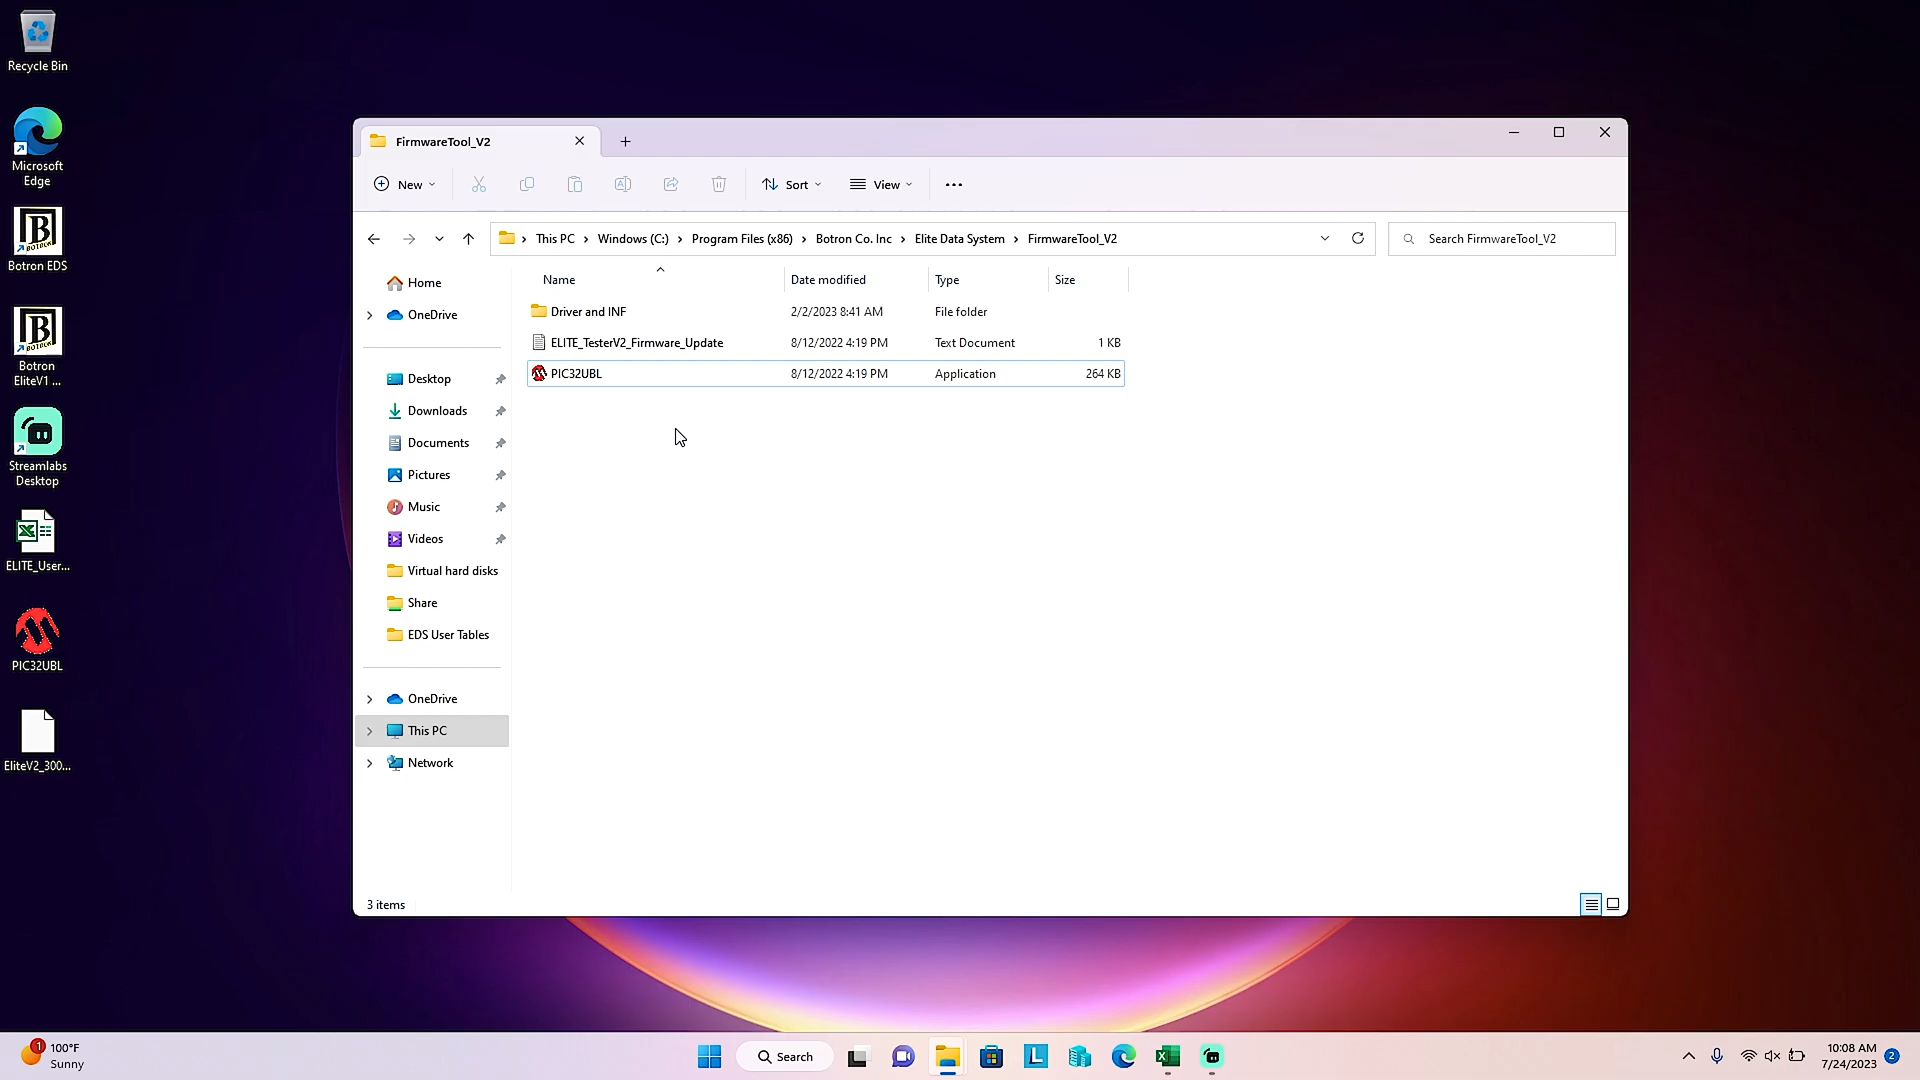 Recycle Bin
Microsoft
Edge
B
BOTRON
Botron EDS
B
BOTRON
Botron
EliteV1 ...
Streamlabs
Desktop
ELITE_User...
PIC32UBL
EliteV2_300...
FirmwareTool_V2
New
Sort
View
This PC > Windows (C:) > Program Files (x86) > Botron Co. Inc > Elite Data System > FirmwareTool_V2
Search FirmwareTool_V2
Name Date modified Type Size
Driver and INF 2/2/2023 8:41 AM File folder
ELITE_TesterV2_Firmware_Update 8/12/2022 4:19 PM Text Document 1 KB
PIC32UBL 8/12/2022 4:19 PM Application 264 KB
Home
OneDrive
Desktop
Downloads
Documents
Pictures
Music
Videos
Virtual hard disks
Share
EDS User Tables
OneDrive
This PC
Network
3 items
1
100°F
Sunny
Search
L
10:08 AM
7/24/2023
2